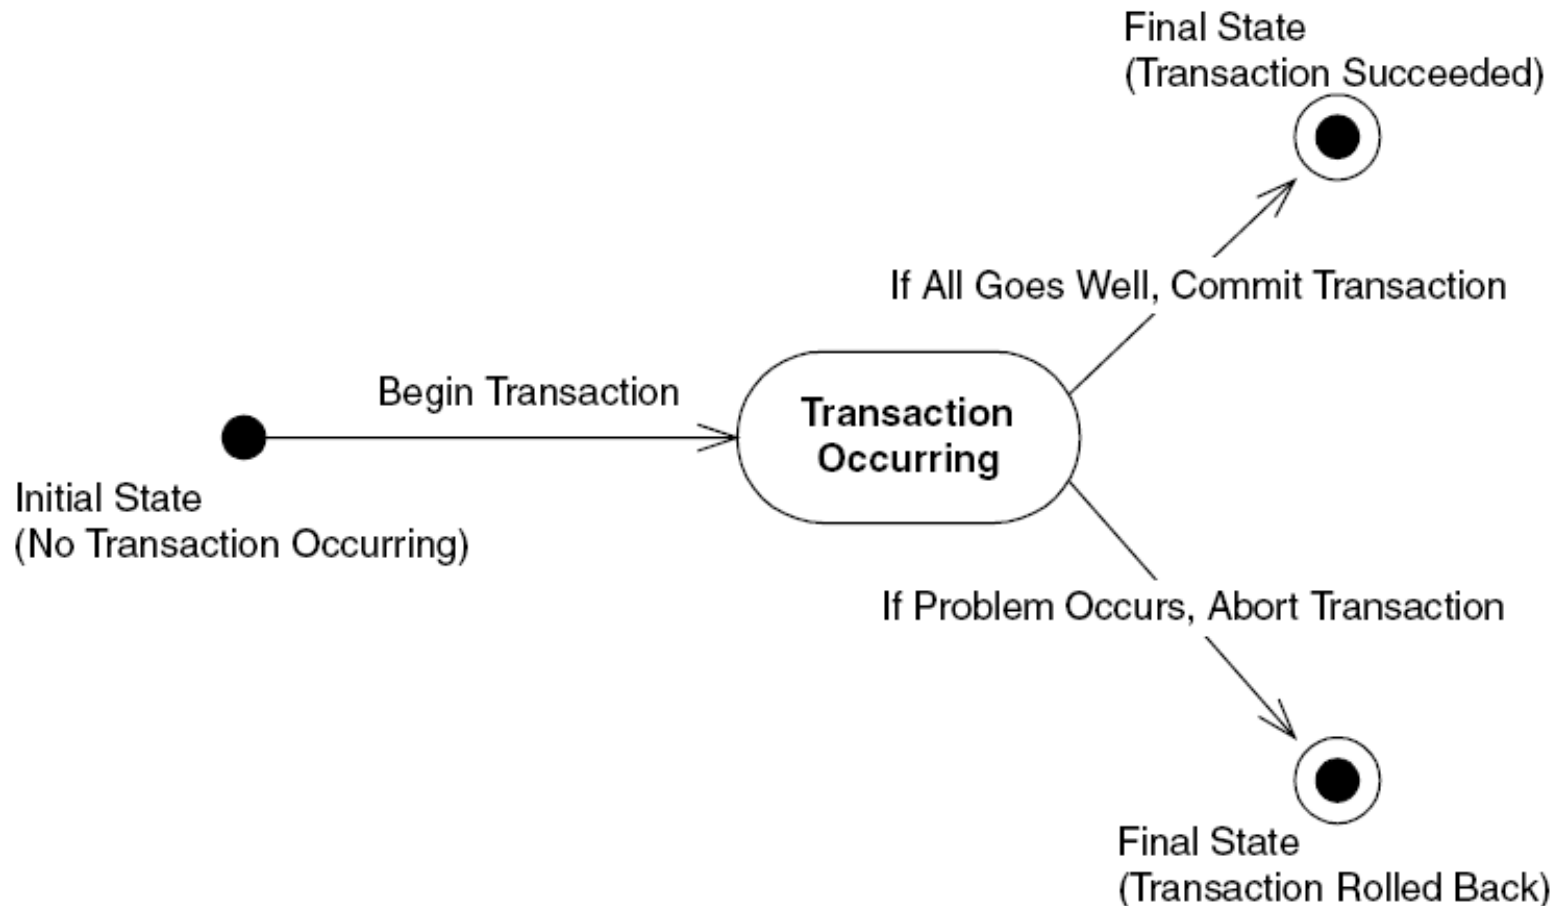 Final State
(Transaction Succeeded)
If All Goes Well, Commit Transaction
Begin Transaction
Transaction
Occurring
Initial State
(No Transaction Occurring)
If Problem Occurs, Abort Transaction
Final State
(Transaction Rolled Back)